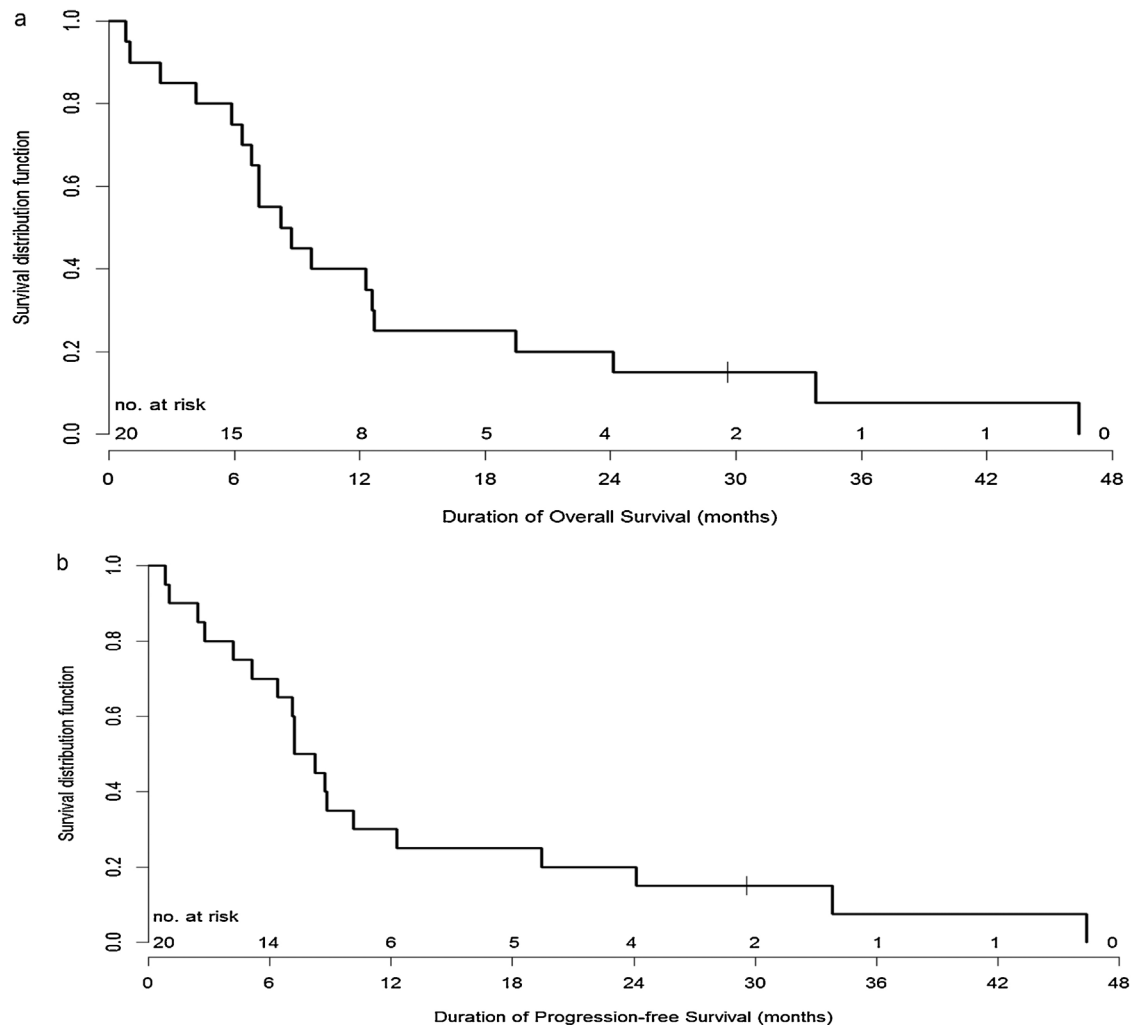 a
Survival distribution function
1.0
0.8
0.6
0.4
0.2
0.0
no. at risk
20 15 8 5 4 2 1 1 0
0 6 12 18 24 30 36 42 48
Duration of Overall Survival (months)
b
Survival distribution function
1.0
0.8
0.6
0.4
0.2
0.0
no. at risk
20 14 6 5 4 2 1 1 0
0 6 12 18 24 30 36 42 48
Duration of Progression-free Survival (months)